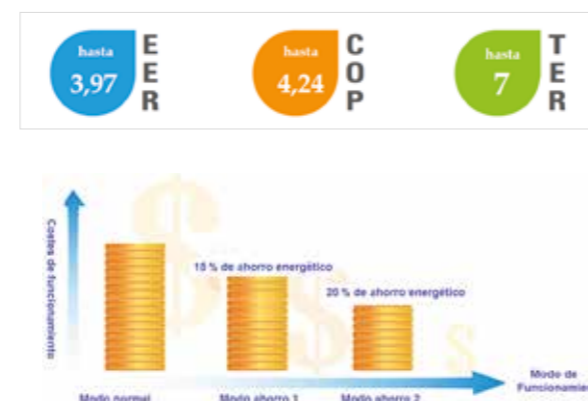 hasta
3,97
EER
hasta
4,24
COP
hasta
7
TER
Costes de funcionamiento
15 % de ahorro energético
20 % de ahorro energético
Modo de
Funcionamie
Modo normal
Modo ahorro 1
Modo ahorro 2